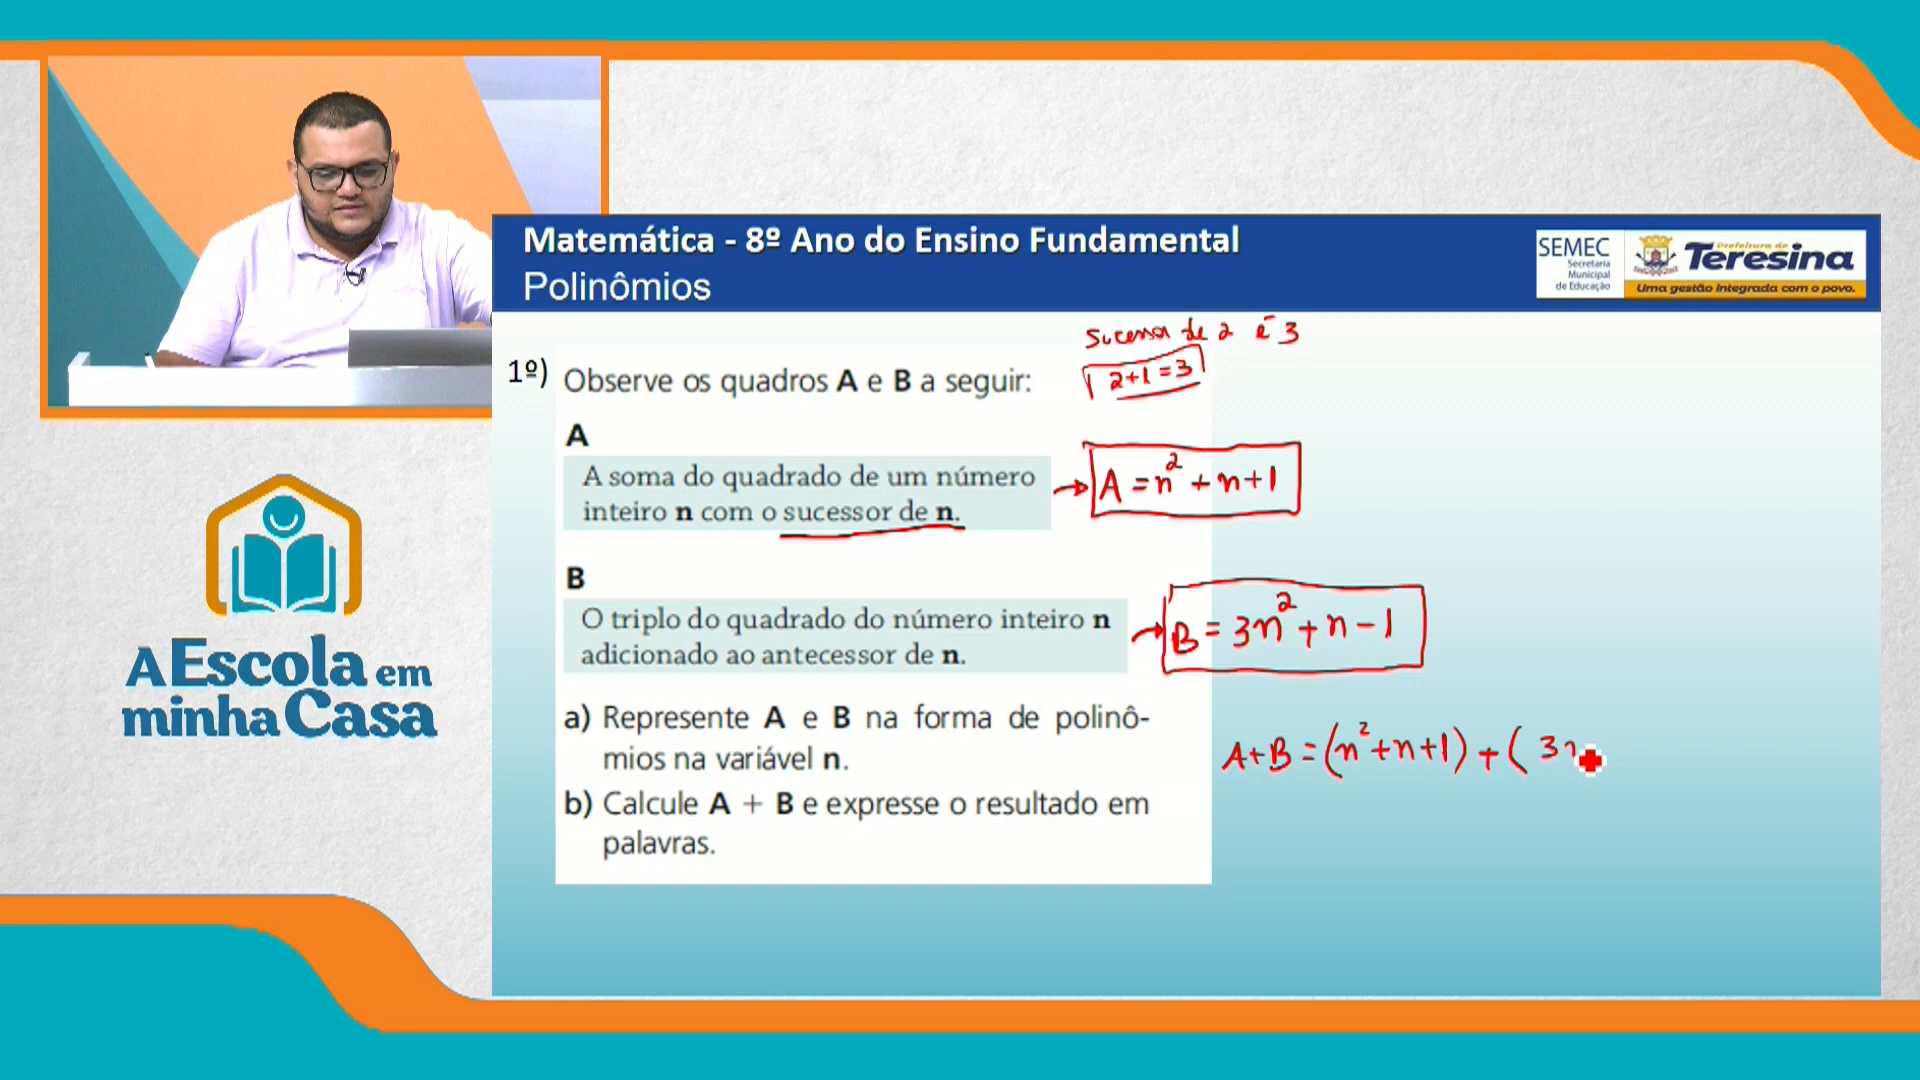 Matemática - 8º Ano do Ensino Fundamental
Polinômios
SEMEC
Secretaria
Municipal
de Educação
Prefeitura de
Teresina
Uma gestão integrada com o povo.
Sucessor de 2 é 3
2+1=3
1º) Observe os quadros A e B a seguir:
A
A soma do quadrado de um número
inteiro n com o sucessor de n.
A = n² + n + 1
B
O triplo do quadrado do número inteiro n
adicionado ao antecessor de n.
B = 3n² + n - 1
a) Represente A e B na forma de polinô-
mios na variável n.
A+B = (n²+n+1) + ( 3
b) Calcule A + B e expresse o resultado em
palavras.
A Escola em
minha Casa